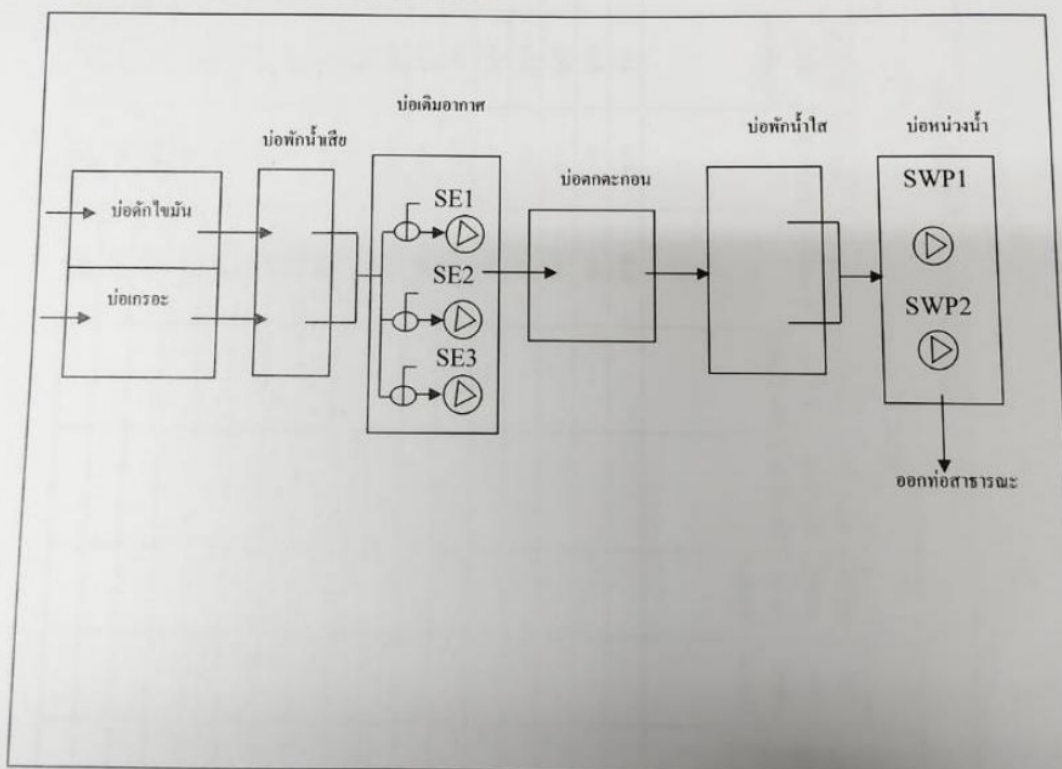 บ่อดักไขมัน
บ่อเกรอะ
บ่อพักน้ำเสีย
บ่อเติมอากาศ
SE1
SE2
SE3
บ่อตกตะกอน
บ่อพักน้ำใส
บ่อหน่วงน้ำ
SWP1
SWP2
ออกท่อสาธารณะ